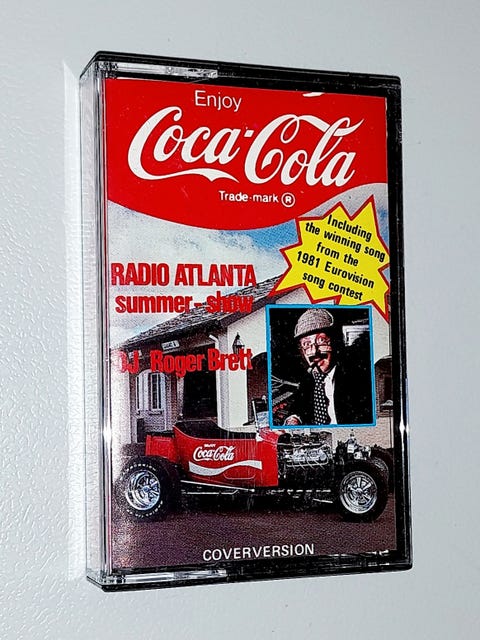 Enjoy
Coca-Cola
Trade-mark ®
Including
the winning song
from the
1981 Eurovision
song contest
RADIO ATLANTA
summer-show
DJ Roger Brett
ENJOY
Coca-Cola
COVERVERSION